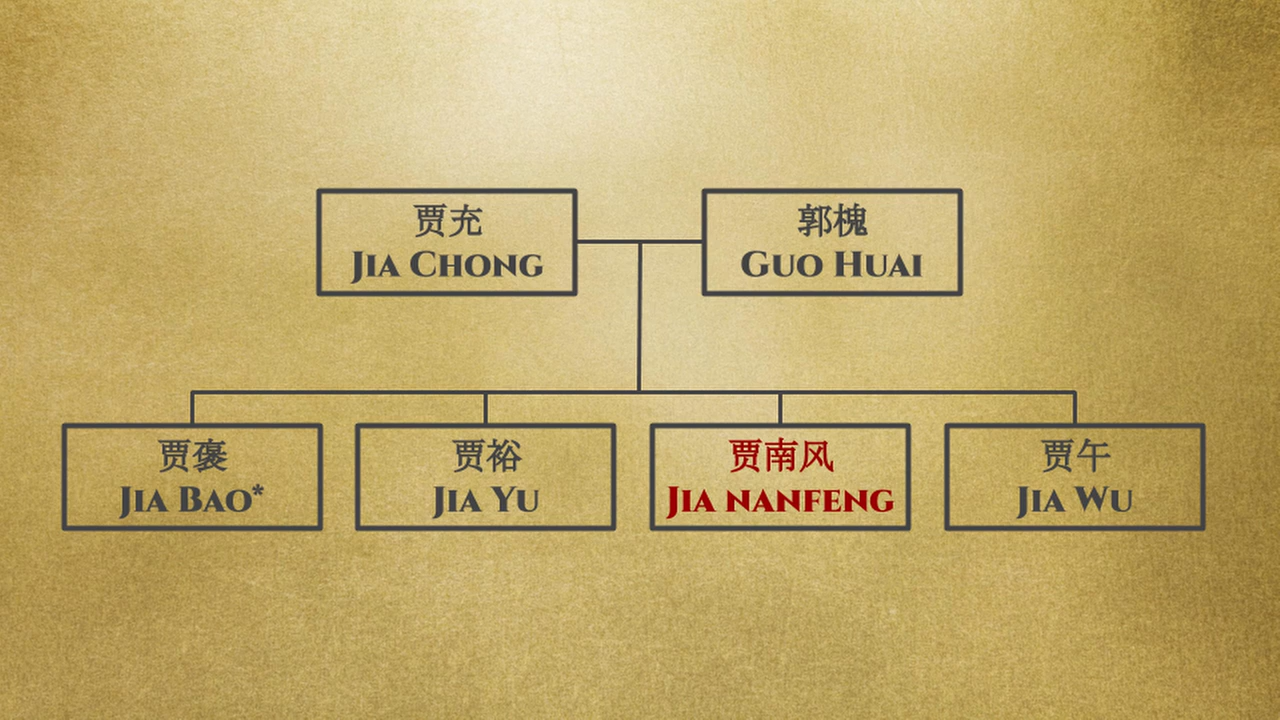 贾充
Jia Chong
郭槐
Guo Huai
贾褒
Jia Bao*
贾裕
Jia Yu
贾南风
Jia nanfeng
贾午
Jia Wu